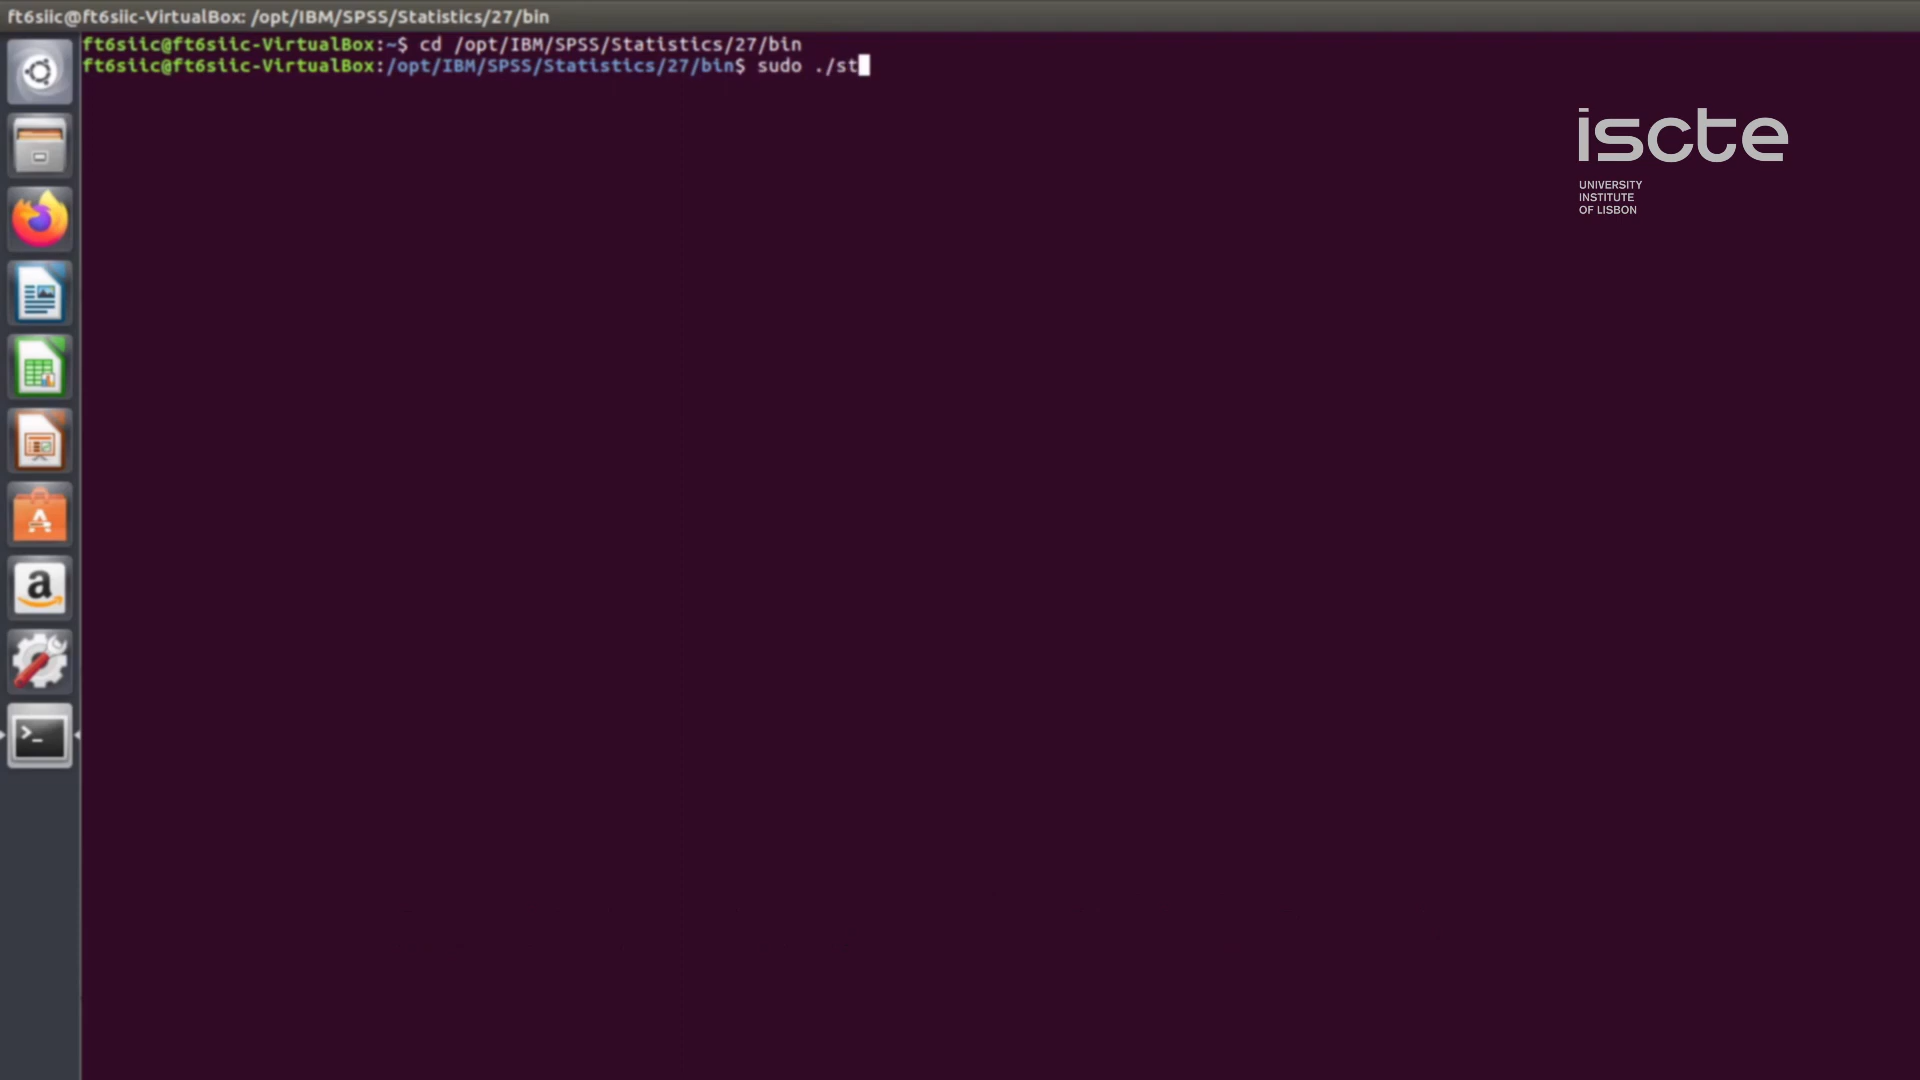 ft6siic@ft6siic-VirtualBox: /opt/IBM/SPSS/Statistics/27/bin
ft6siic@ft6siic-VirtualBox:~$ cd /opt/IBM/SPSS/Statistics/27/bin
ft6siic@ft6siic-VirtualBox:/opt/IBM/SPSS/Statistics/27/bin$ sudo ./st
iscte
UNIVERSITY
INSTITUTE
OF LISBON
A
a
>_